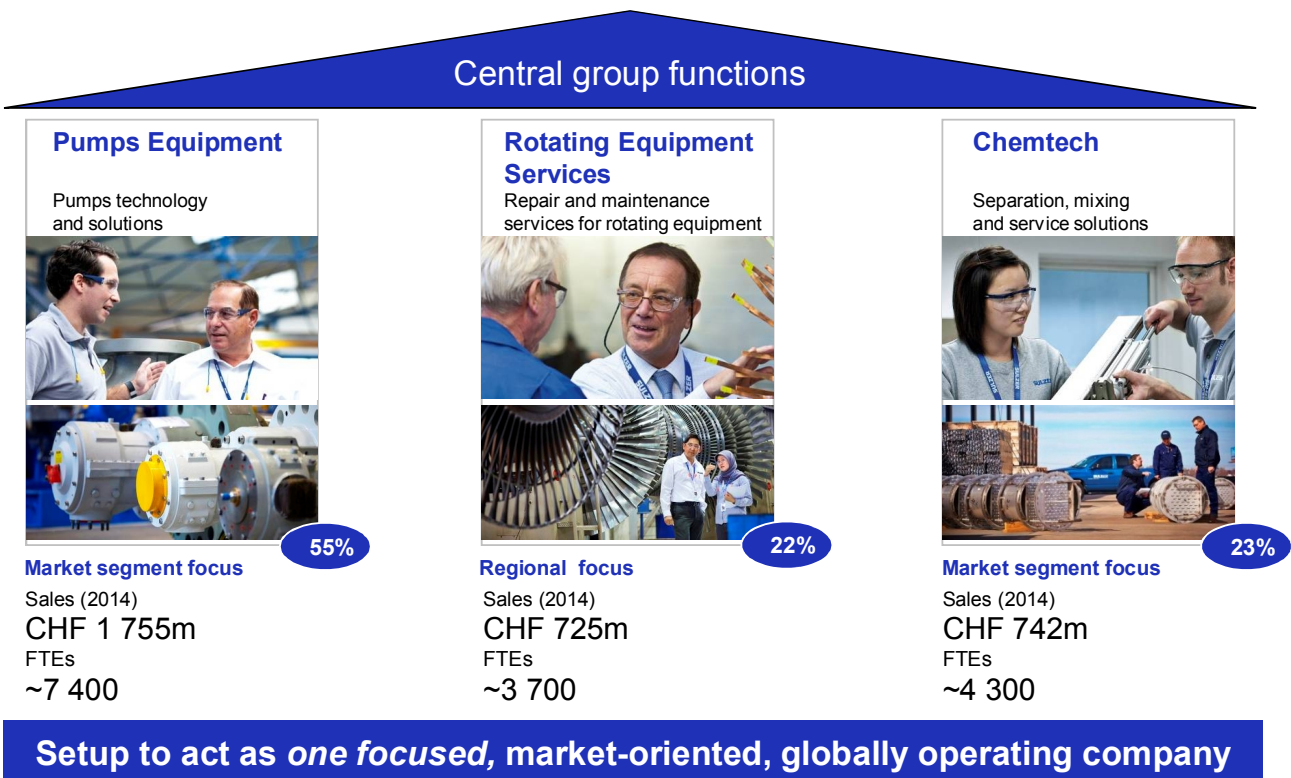 Central group functions
Pumps Equipment
Pumps technology
and solutions
55%
Market segment focus
Sales (2014)
CHF 1 755m
FTEs
~7 400
Rotating Equipment
Services
Repair and maintenance
services for rotating equipment
SULZER
22%
Regional  focus
Sales (2014)
CHF 725m
FTEs
~3 700
Chemtech
Separation, mixing
and service solutions
SULZER
23%
Market segment focus
Sales (2014)
CHF 742m
FTEs
~4 300
Setup to act as one focused, market-oriented, globally operating company